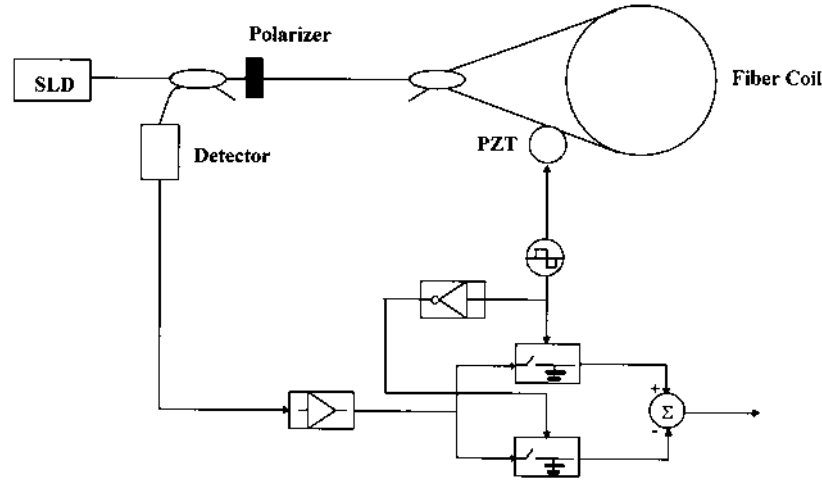 Polarizer
SLD
Fiber Coil
Detector
PZT
+
Σ
-